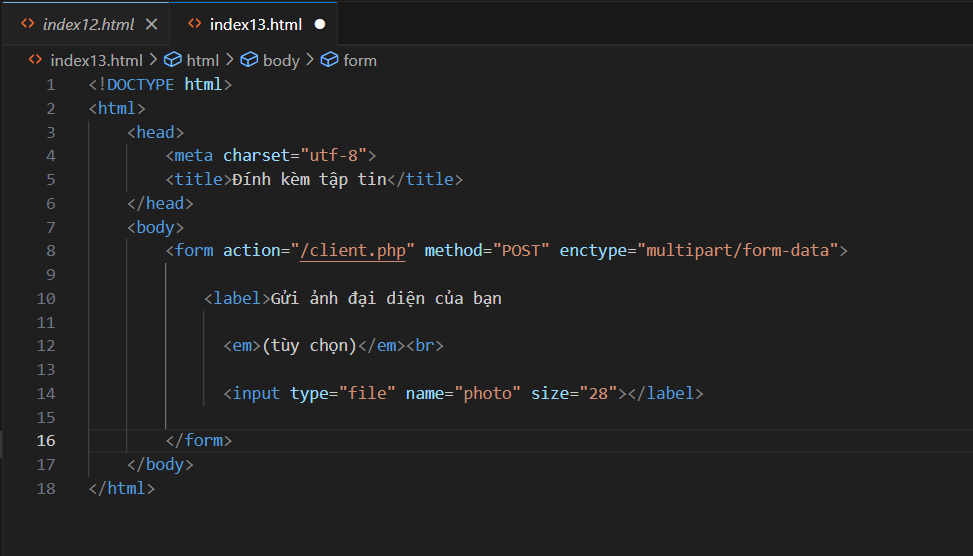 index12.html
index13.html
index13.html > html > body > form
1 <!DOCTYPE html>
2 <html>
3     <head>
4         <meta charset="utf-8">
5         <title>Đính kèm tập tin</title>
6     </head>
7     <body>
8         <form action="/client.php" method="POST" enctype="multipart/form-data">
9
10             <label>Gửi ảnh đại diện của bạn
11
12               <em>(tùy chọn)</em><br>
13
14               <input type="file" name="photo" size="28"></label>
15
16         </form>
17     </body>
18 </html>